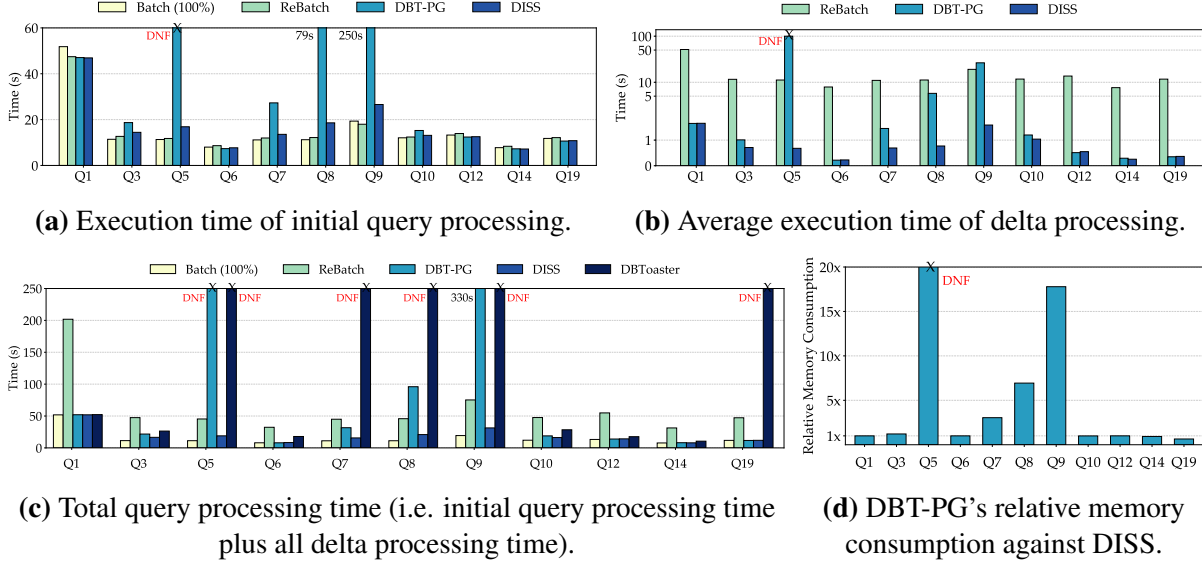 Batch (100%) ReBatch DBT-PG DISS
60
40
20
0
Time (s)
DNF
X
79s
250s
Q1 Q3 Q5 Q6 Q7 Q8 Q9 Q10 Q12 Q14 Q19
(a) Execution time of initial query processing.
ReBatch DBT-PG DISS
100
50
10
5
1
0
Time (s)
DNF
X
Q1 Q3 Q5 Q6 Q7 Q8 Q9 Q10 Q12 Q14 Q19
(b) Average execution time of delta processing.
Batch (100%) ReBatch DBT-PG DISS DBToaster
250
200
150
100
50
0
Time (s)
DNF X X DNF DNF X DNF X 330s X DNF DNF X
Q1 Q3 Q5 Q6 Q7 Q8 Q9 Q10 Q12 Q14 Q19
(c) Total query processing time (i.e. initial query processing time
plus all delta processing time).
20x
15x
10x
5x
1x
Relative Memory Consumption
X
DNF
Q1 Q3 Q5 Q6 Q7 Q8 Q9 Q10 Q12 Q14 Q19
(d) DBT-PG's relative memory
consumption against DISS.